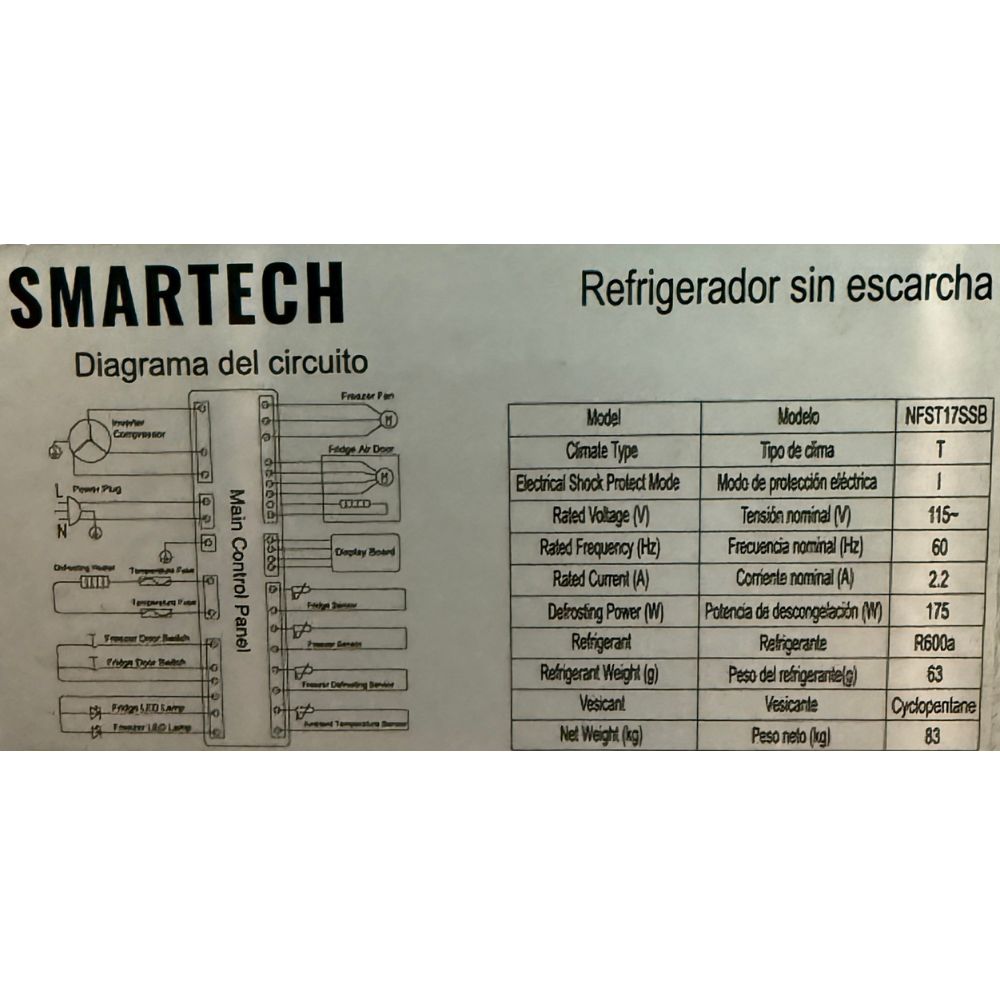 SMARTECH
Refrigerador sin escarcha
Diagrama del circuito
Freezer Fan
Inverter
Compressor
Fridge Air Door
M
M
L
Power Plug
N
Main Control Panel
Display Board
Defrosting Heater
Temperature Fuse
Temperature Fuse
Fridge Sensor
Freezer Door Switch
Freezer Sensor
Fridge Door Switch
Freezer Defrosting Sensor
Fridge LED Lamp
Freezer LED Lamp
Ambient Temperature Sensor
Model Modelo NFST17SSB
Climate Type Tipo de clima T
Electrical Shock Protect Mode Modo de protección eléctrica I
Rated Voltage (V) Tensión nominal (V) 115~
Rated Frequency (Hz) Frecuencia nominal (Hz) 60
Rated Current (A) Corriente nominal (A) 2.2
Defrosting Power (W) Potencia de descongelación (W) 175
Refrigerant Refrigerante R600a
Refrigerant Weight (g) Peso del refrigerante(g) 63
Vesicant Vesicante Cyclopentane
Net Weight (kg) Peso neto (kg) 83